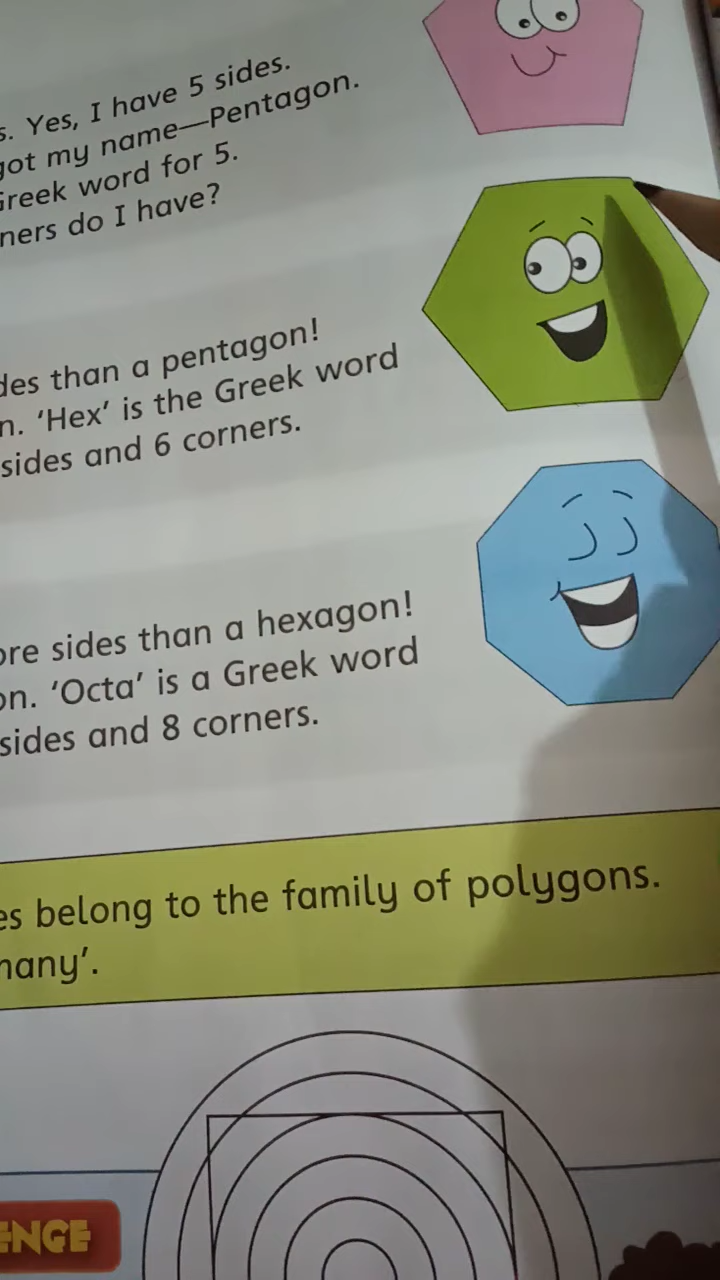 s. Yes, I have 5 sides.
got my name—Pentagon.
Greek word for 5.
ners do I have?
des than a pentagon!
n. ‘Hex’ is the Greek word
sides and 6 corners.
ore sides than a hexagon!
on. ‘Octa’ is a Greek word
sides and 8 corners.
es belong to the family of polygons.
many’.
ENGE